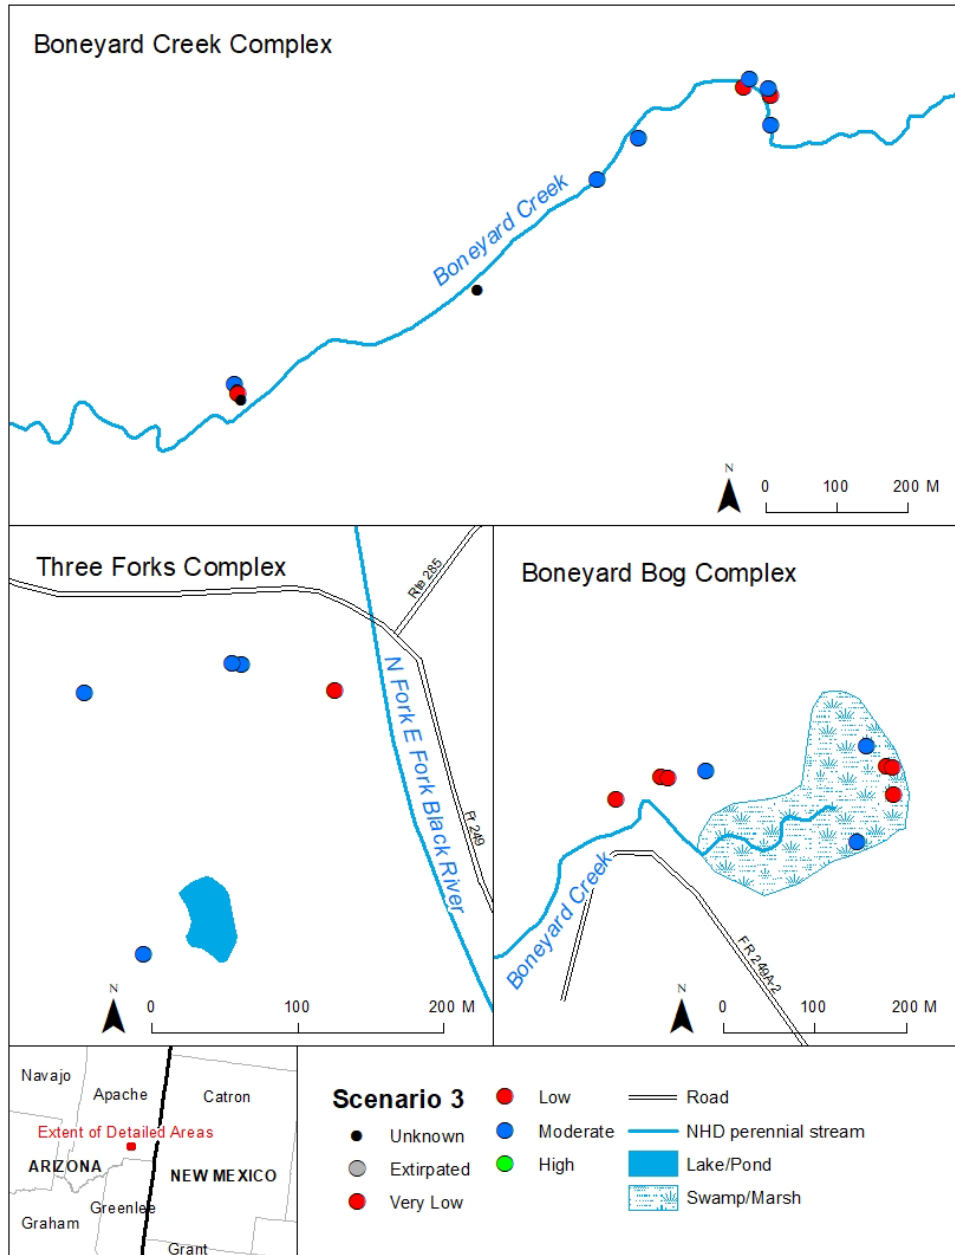 Boneyard Creek Complex
Boneyard Creek
N
0 100 200 M
Three Forks Complex
Rte 285
N Fork E Fork Black River
Fr 249
N
0 100 200 M
Boneyard Bog Complex
Boneyard Creek
F R 249A-2
N
0 100 200 M
Navajo
Apache
Catron
Extent of Detailed Areas
ARIZONA
NEW MEXICO
Greenlee
Graham
Grant
Scenario 3
Unknown
Extirpated
Very Low
Low
Moderate
High
Road
NHD perennial stream
Lake/Pond
Swamp/Marsh